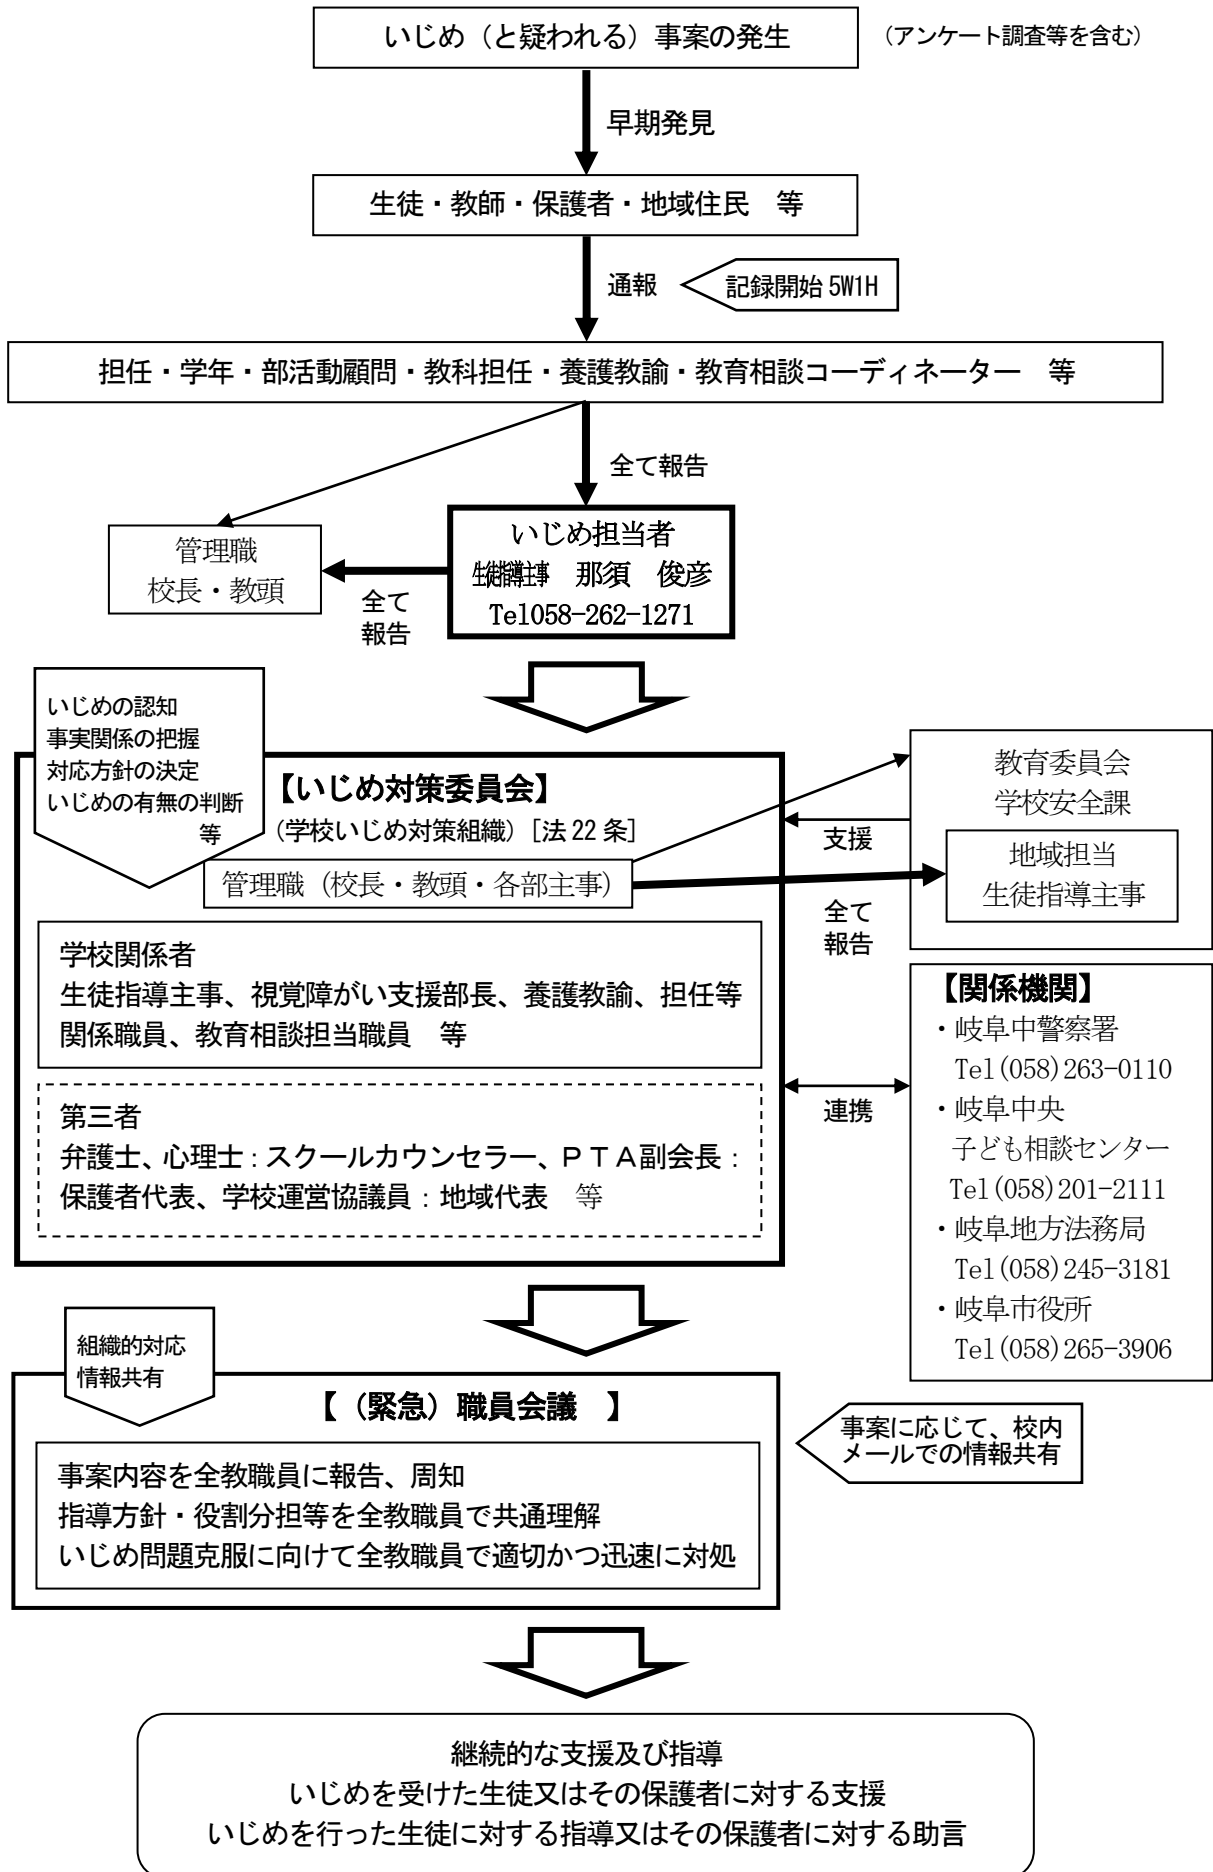 いじめ（と疑われる）事案の発生
（アンケート調査等を含む）
早期発見
生徒・教師・保護者・地域住民　等
通報
記録開始 5W1H
担任・学年・部活動顧問・教科担任・養護教諭・教育相談コーディネーター　等
全て報告
管理職
校長・教頭
全て
報告
いじめ担当者
生徒指導主事　那須　俊彦
Tel058-262-1271
いじめの認知
事実関係の把握
対応方針の決定
いじめの有無の判断
等
【いじめ対策委員会】
（学校いじめ対策組織）［法 22 条］
管理職（校長・教頭・各部主事）
教育委員会
学校安全課
支援
地域担当
生徒指導主事
全て
報告
学校関係者
生徒指導主事、視覚障がい支援部長、養護教諭、担任等
関係職員、教育相談担当職員　等
第三者
弁護士、心理士：スクールカウンセラー、ＰＴＡ副会長：
保護者代表、学校運営協議員：地域代表　等
連携
【関係機関】
・岐阜中警察署
Tel(058)263-0110
・岐阜中央
子ども相談センター
Tel(058)201-2111
・岐阜地方法務局
Tel(058)245-3181
・岐阜市役所
Tel(058)265-3906
組織的対応
情報共有
【（緊急）職員会議　】
事案内容を全教職員に報告、周知
指導方針・役割分担等を全教職員で共通理解
いじめ問題克服に向けて全教職員で適切かつ迅速に対処
事案に応じて、校内
メールでの情報共有
継続的な支援及び指導
いじめを受けた生徒又はその保護者に対する支援
いじめを行った生徒に対する指導又はその保護者に対する助言